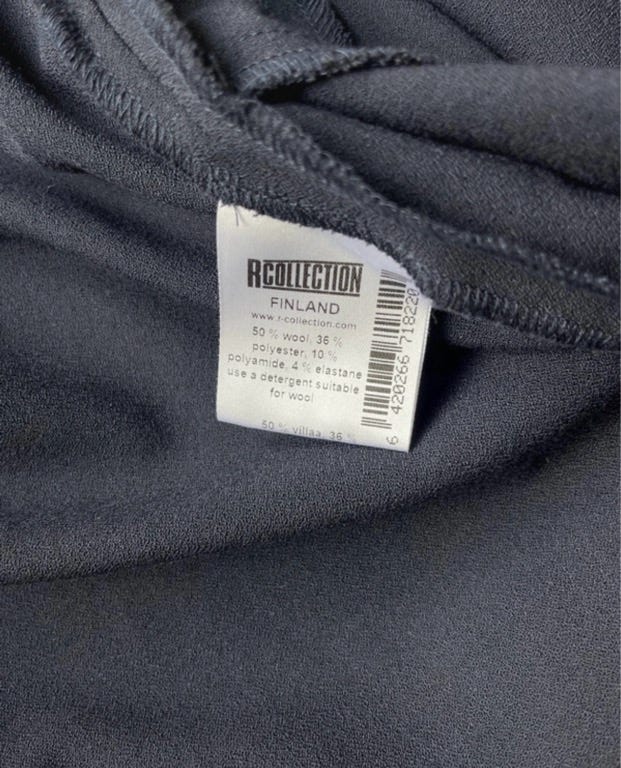 RCOLLECTION
FINLAND
www.r-collection.com
50 % wool, 36 %
polyester, 10 %
polyamide, 4 % elastane
use a detergent suitable
for wool
50 % villaa, 36 %
6 420266 718220